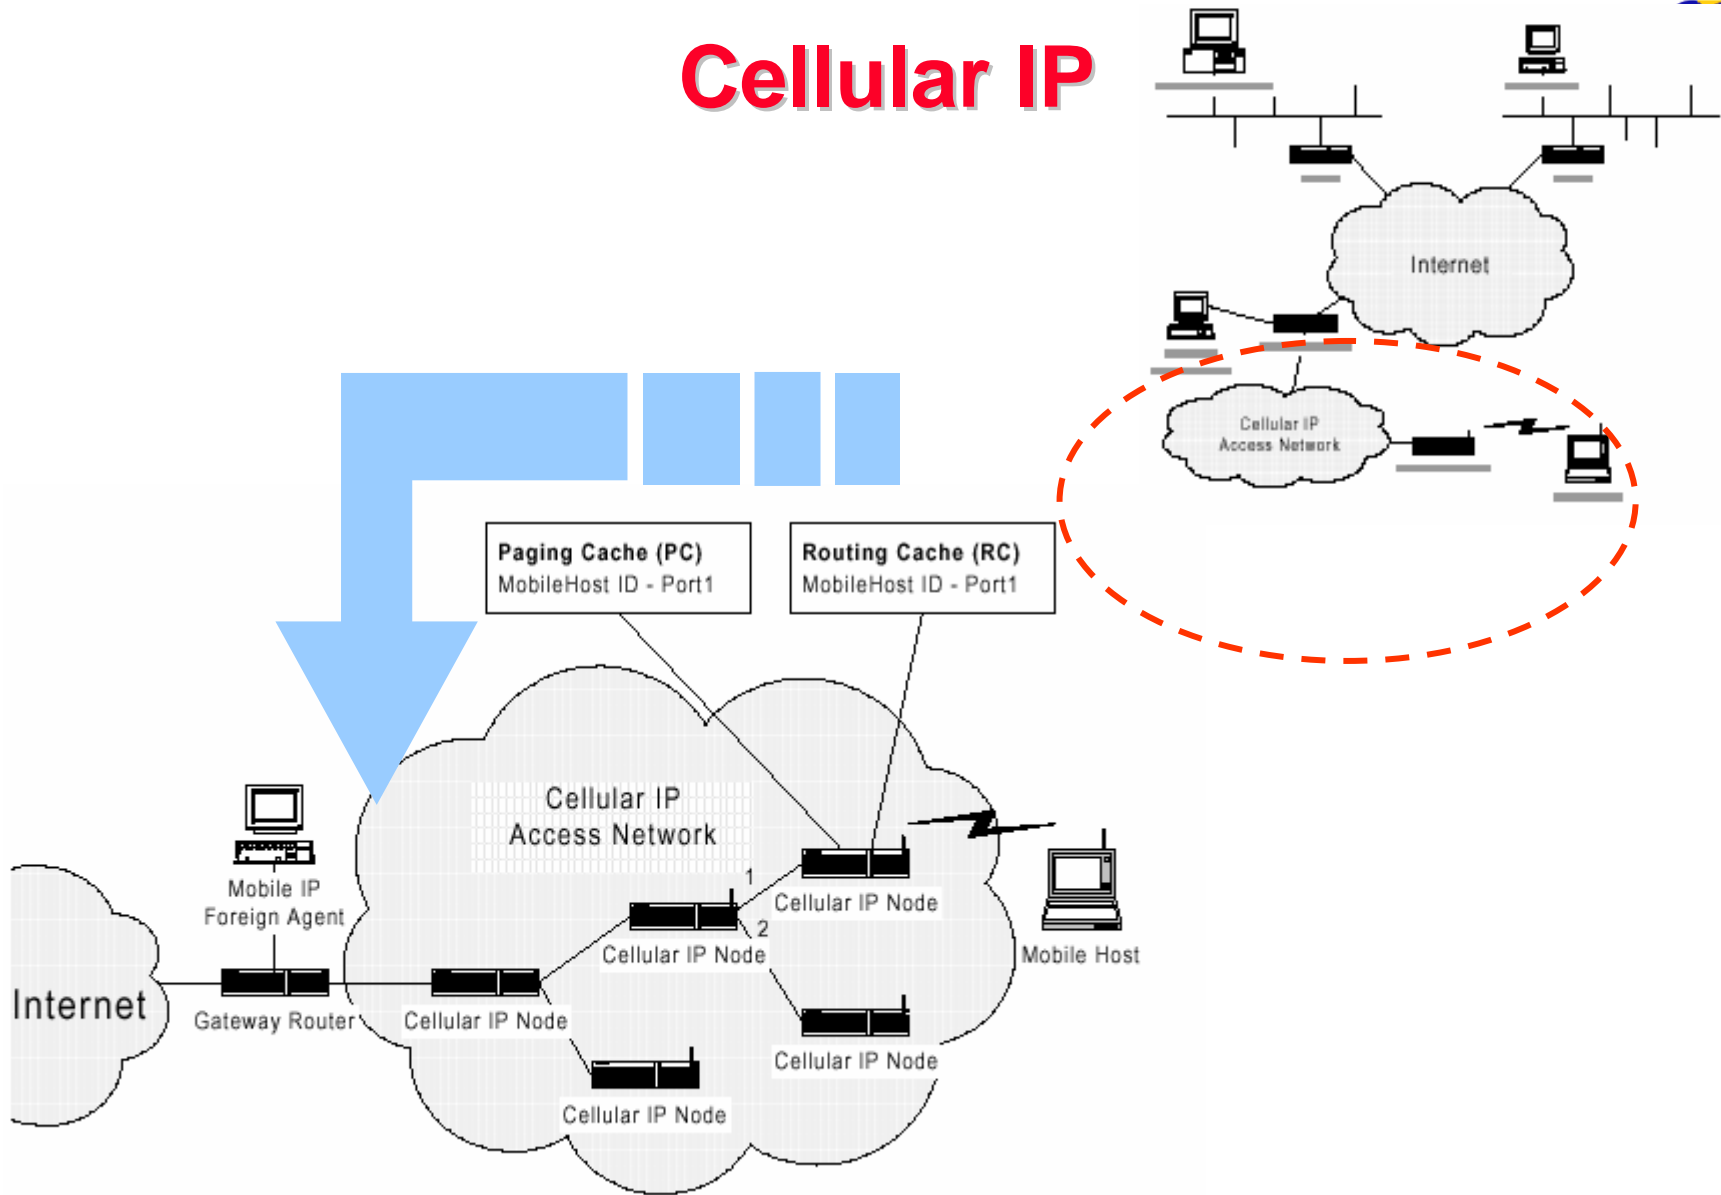 Cellular IP
Internet
Cellular IP
Access Network
Paging Cache (PC)
MobileHost ID - Port1
Routing Cache (RC)
MobileHost ID - Port1
Cellular IP
Access Network
Mobile IP
Foreign Agent
1
Cellular IP Node
2
Cellular IP Node
Mobile Host
Internet
Gateway Router
Cellular IP Node
Cellular IP Node
Cellular IP Node